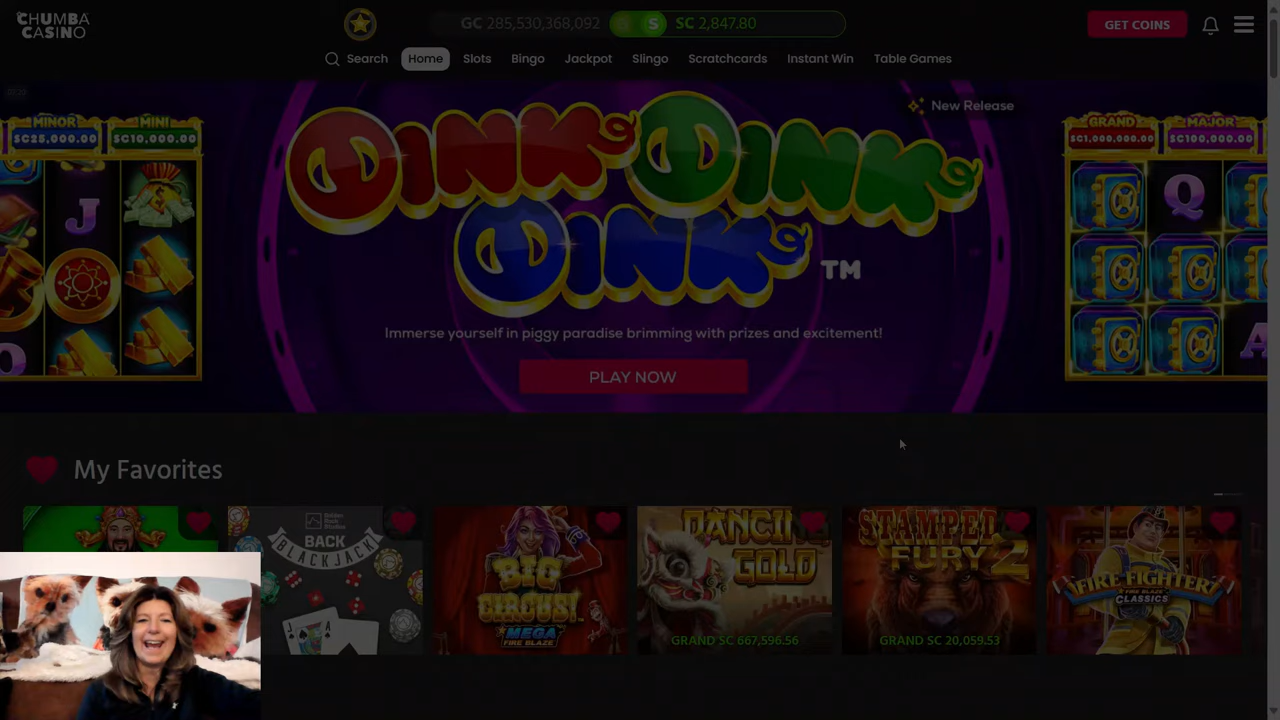 CHUMBA
CASINO
GC 285,530,368,092
S SC 2,847.80
GET COINS
Search
Home
Slots
Bingo
Jackpot
Slingo
Scratchcards
Instant Win
Table Games
New Release
MINOR
SC25,000.00
MINI
SC10,000.00
GRAND
SC1,000,000.00
MAJOR
SC100,000.00
J
Q
OINK OINK
OINK™
Immerse yourself in piggy paradise brimming with prizes and excitement!
PLAY NOW
My Favorites
BACK
BLACKJACK
J
A
BIG
CIRCUS!
MEGA
FIRE BLAZE
GOLD
GRAND SC 667,596.56
FURY 2
GRAND SC 20,059.53
FIRE FIGHTER
FIRE BLAZE
CLASSICS